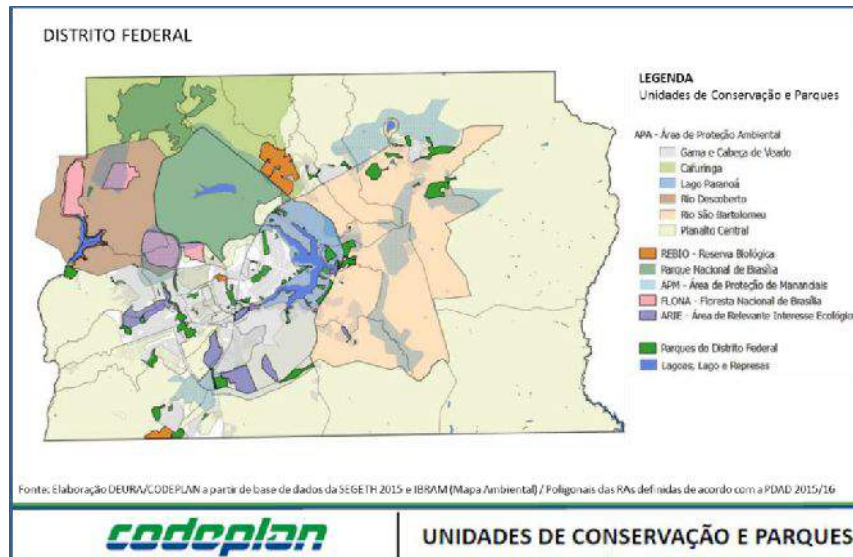 DISTRITO FEDERAL
LEGENDA
Unidades de Conservação e Parques
APA - Área de Proteção Ambiental
Gama e Cabeça de Veado
Cafuringa
Lago Paranoá
Rio Descoberto
Rio São Bartolomeu
Planalto Central
REBIO - Reserva Biológica
Parque Nacional de Brasília
APM - Área de Proteção de Mananciais
FLONA - Floresta Nacional de Brasília
ARIE - Área de Relevante Interesse Ecológico
Parques do Distrito Federal
Lagoas, Lago e Represas
Fonte: Elaboração DEURA/CODEPLAN a partir de base de dados da SEGETH 2015 e IBRAM (Mapa Ambiental) / Poligonais das RAs definidas de acordo com a PDAD 2015/16
codeplan
UNIDADES DE CONSERVAÇÃO E PARQUES